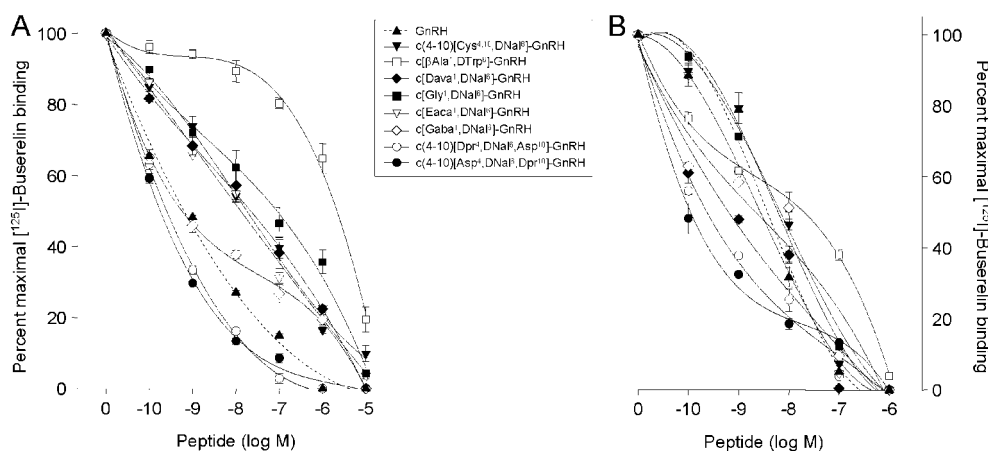 A
Percent maximal [¹²⁵I]-Buserelin binding
100
80
60
40
20
0
0 -10 -9 -8 -7 -6 -5
Peptide (log M)
GnRH
c(4-10)[Cys⁴,¹⁰,DNal⁶]-GnRH
c[βAla¹,DTrp⁶]-GnRH
c[Dava¹,DNal⁶]-GnRH
c[Gly¹,DNal⁶]-GnRH
c[Eaca¹,DNal⁶]-GnRH
c[Gaba¹,DNal⁶]-GnRH
c(4-10)[Dpr⁴,DNal⁶,Asp¹⁰]-GnRH
c(4-10)[Asp⁴,DNal⁶,Dpr¹⁰]-GnRH
B
100
80
60
40
20
0
Percent maximal [¹²⁵I]-Buserelin binding
0 -10 -9 -8 -7 -6
Peptide (log M)